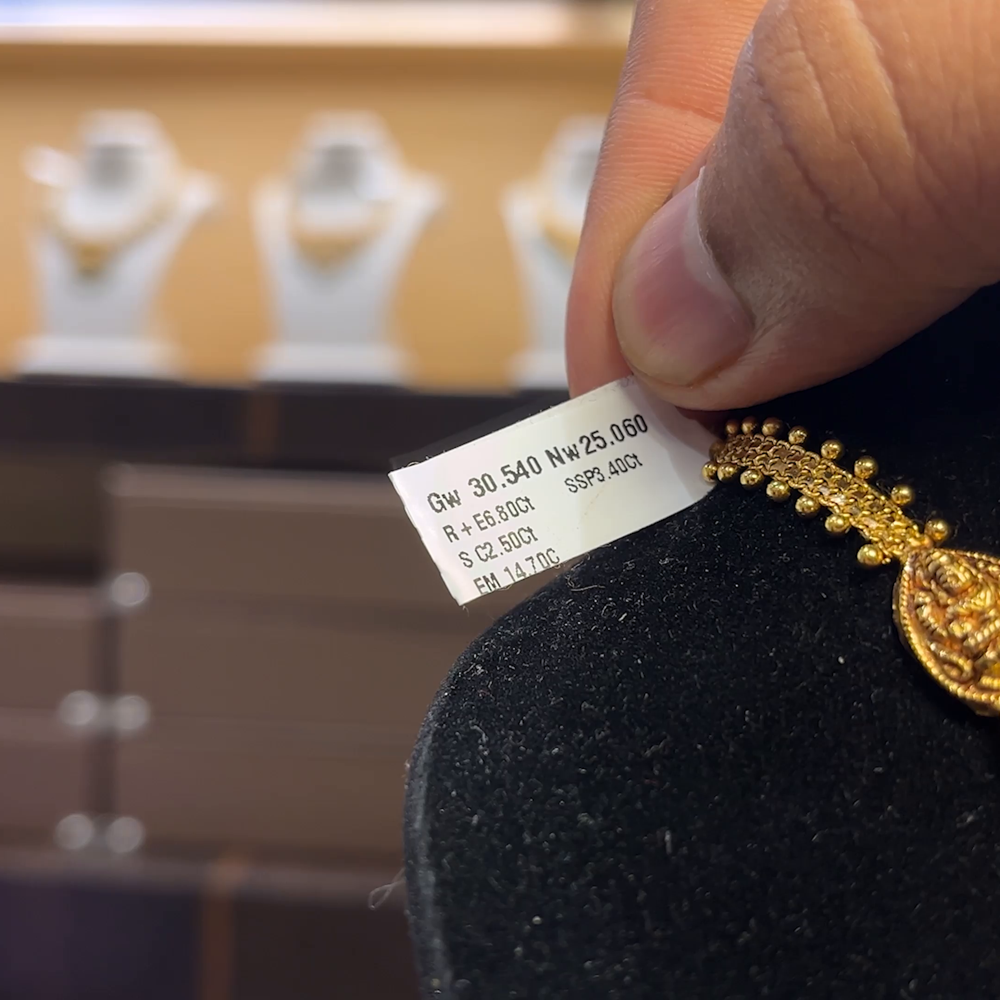 Gw 30.540 Nw25.060
R + E6.80Ct SSP3.40Ct
S C2.50Ct
EM 14.70C